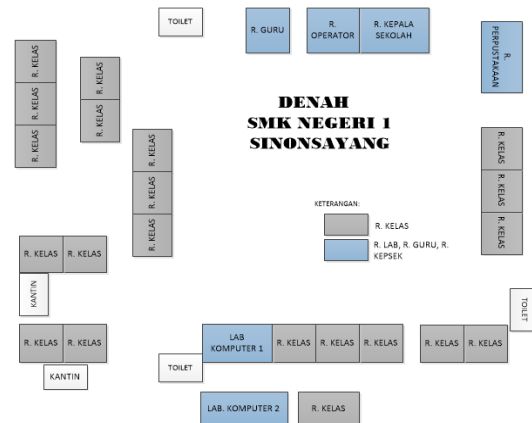 TOILET
R. GURU
R.
OPERATOR
R. KEPALA
SEKOLAH
R.
PERPUSTAKAAN
R. KELAS
R. KELAS
R. KELAS
R. KELAS
R. KELAS
DENAH
SMK NEGERI 1
SINONSAYANG
R. KELAS
R. KELAS
R. KELAS
R. KELAS
R. KELAS
R. KELAS
KETERANGAN:
R. KELAS
R. LAB, R. GURU, R.
KEPSEK
R. KELAS R. KELAS
KANTIN
TOILET
R. KELAS R. KELAS
KANTIN
TOILET
LAB
KOMPUTER 1
R. KELAS R. KELAS R. KELAS
R. KELAS R. KELAS
LAB. KOMPUTER 2
R. KELAS